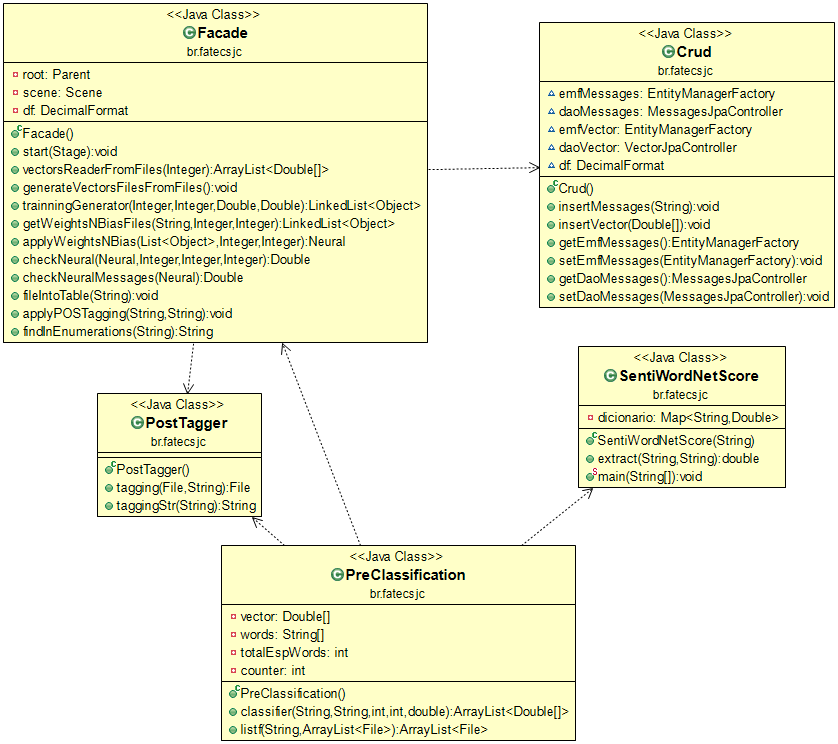 <<Java Class>>
Facade
br.fatecsjc
root: Parent
scene: Scene
df: DecimalFormat
Facade()
start(Stage):void
vectorsReaderFromFiles(Integer):ArrayList<Double[]>
generateVectorsFilesFromFiles():void
trainningGenerator(Integer,Integer,Double,Double):LinkedList<Object>
getWeightsNBiasFiles(String,Integer,Integer):LinkedList<Object>
applyWeightsNBias(List<Object>,Integer,Integer):Neural
checkNeural(Neural,Integer,Integer,Integer):Double
checkNeuralMessages(Neural):Double
fileIntoTable(String):void
applyPOSTagging(String,String):void
findInEnumerations(String):String
<<Java Class>>
Crud
br.fatecsjc
emfMessages: EntityManagerFactory
daoMessages: MessagesJpaController
emfVector: EntityManagerFactory
daoVector: VectorJpaController
df: DecimalFormat
Crud()
insertMessages(String):void
insertVector(Double[]):void
getEmfMessages():EntityManagerFactory
setEmfMessages(EntityManagerFactory):void
getDaoMessages():MessagesJpaController
setDaoMessages(MessagesJpaController):void
<<Java Class>>
PostTagger
br.fatecsjc
PostTagger()
tagging(File,String):File
taggingStr(String):String
<<Java Class>>
SentiWordNetScore
br.fatecsjc
dicionario: Map<String,Double>
SentiWordNetScore(String)
extract(String,String):double
main(String[]):void
<<Java Class>>
PreClassification
br.fatecsjc
vector: Double[]
words: String[]
totalEspWords: int
counter: int
PreClassification()
classifier(String,String,int,int,double):ArrayList<Double[]>
listf(String,ArrayList<File>):ArrayList<File>